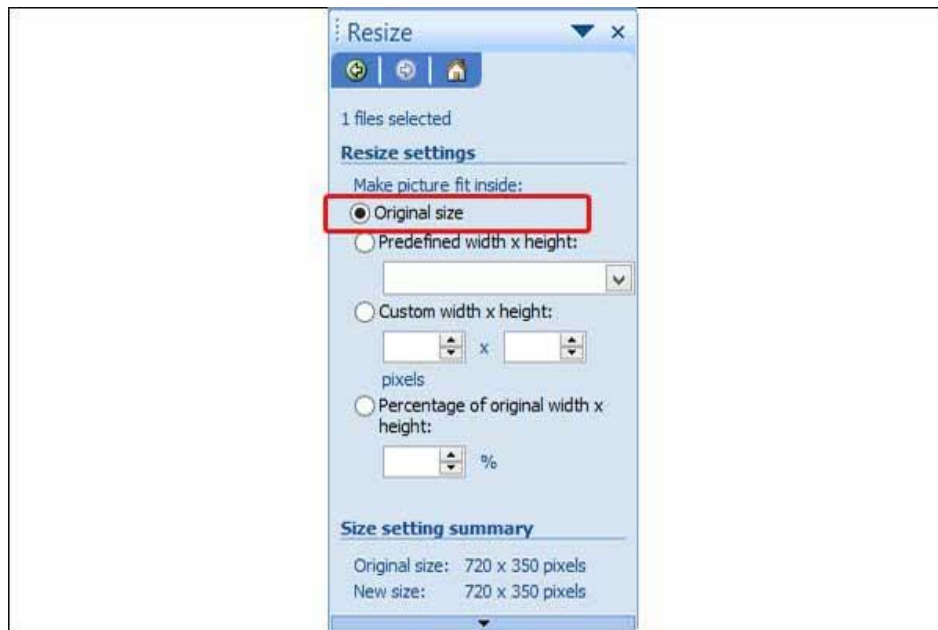 Resize
1 files selected
Resize settings
Make picture fit inside:
Original size
Predefined width x height:
Custom width x height:
x
pixels
Percentage of original width x
height:
%
Size setting summary
Original size: 720 x 350 pixels
New size: 720 x 350 pixels